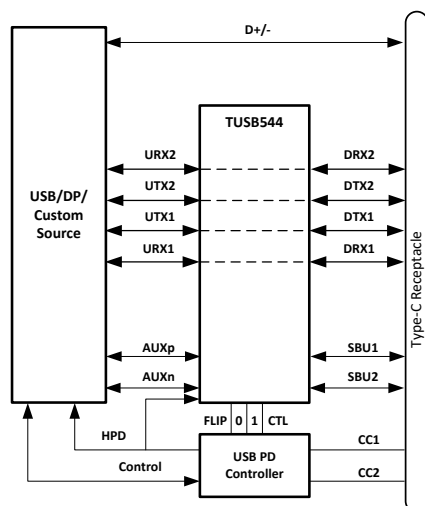 D+/-
TUSB544
URX2
DRX2
UTX2
DTX2
USB/DP/
Custom
Source
UTX1
DTX1
URX1
DRX1
Type-C Receptacle
AUXp
SBU1
AUXn
SBU2
FLIP 0 1 CTL
HPD
USB PD
Controller
CC1
Control
CC2